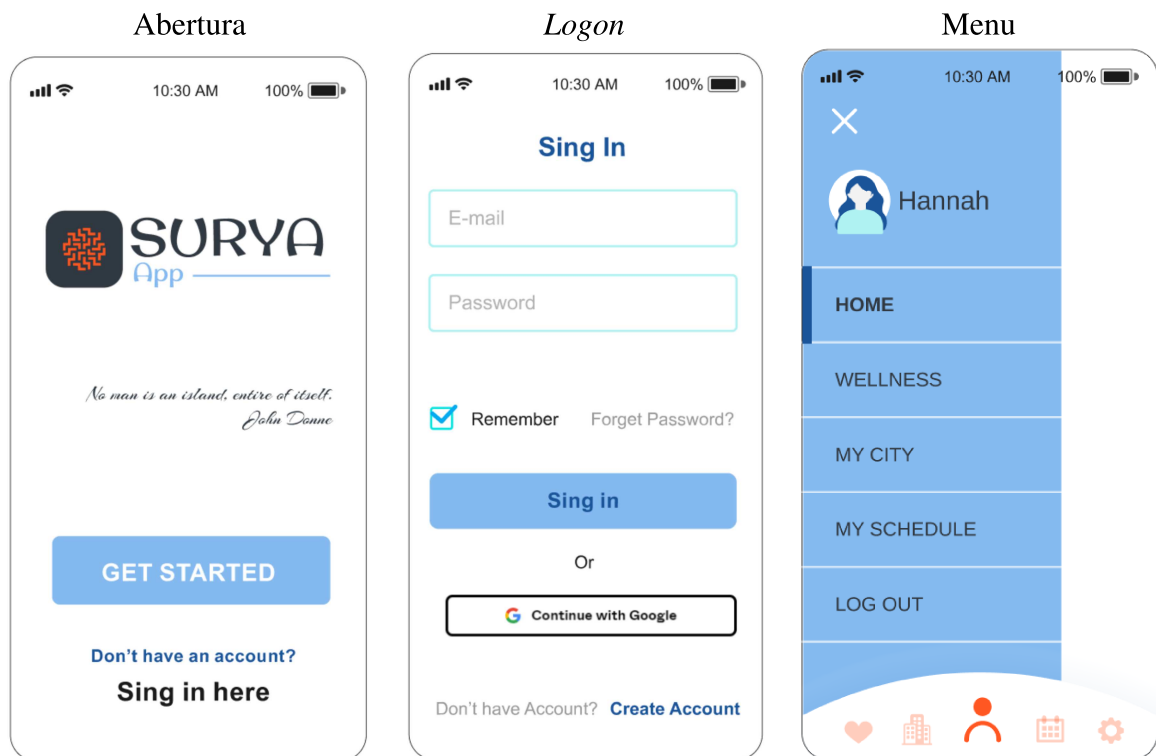 Abertura
10:30 AM 100%
SURYA
App
No man is an island, entire of itself.
John Donne
GET STARTED
Don't have an account?
Sing in here
Logon
10:30 AM 100%
Sing In
E-mail
Password
Remember Forget Password?
Sing in
Or
Continue with Google
Don't have Account? Create Account
Menu
10:30 AM 100%
Hannah
HOME
WELLNESS
MY CITY
MY SCHEDULE
LOG OUT